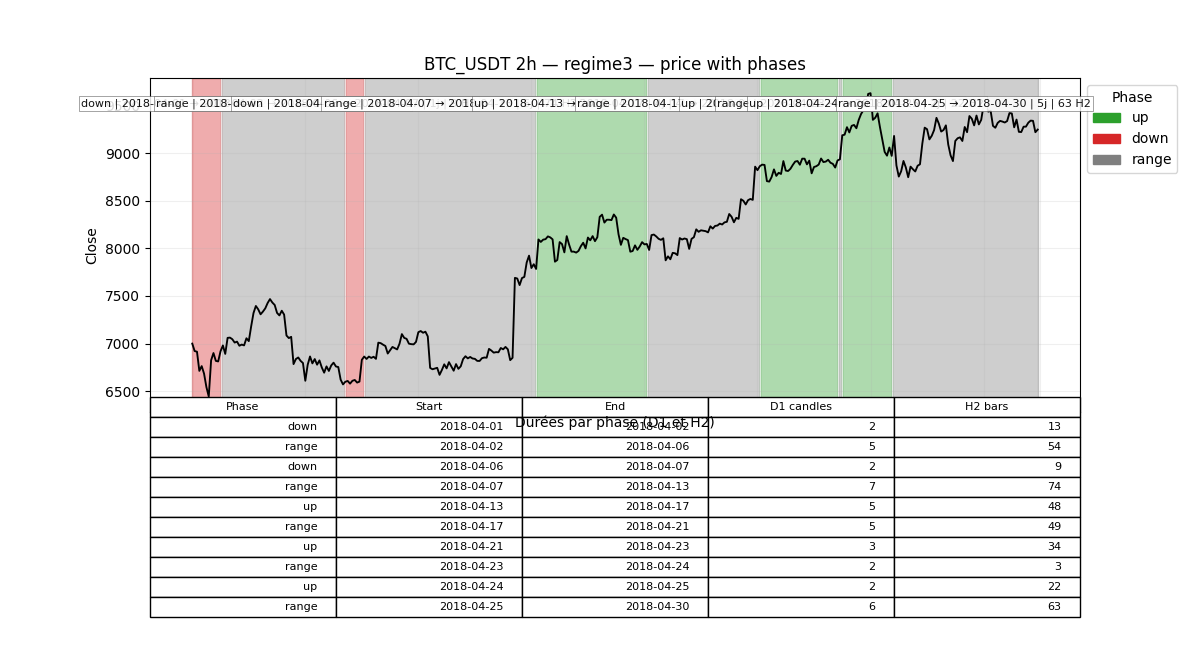 BTC_USDT 2h — regime3 — price with phases
down | 2018- range | 2018- down | 2018-04 range | 2018-04-07 → 2018 up | 2018-04-13 → range | 2018-04-1 up | 20 range up | 2018-04-24 range | 2018-04-25 → 2018-04-30 | 5j | 63 H2
Phase
up
down
range
9000
8500
8000
7500
7000
6500
Close
Phase Start End D1 candles H2 bars
Durées par phase (D1 et H2)
down 2018-04-01 2018-04-02 2 13
range 2018-04-02 2018-04-06 5 54
down 2018-04-06 2018-04-07 2 9
range 2018-04-07 2018-04-13 7 74
up 2018-04-13 2018-04-17 5 48
range 2018-04-17 2018-04-21 5 49
up 2018-04-21 2018-04-23 3 34
range 2018-04-23 2018-04-24 2 3
up 2018-04-24 2018-04-25 2 22
range 2018-04-25 2018-04-30 6 63